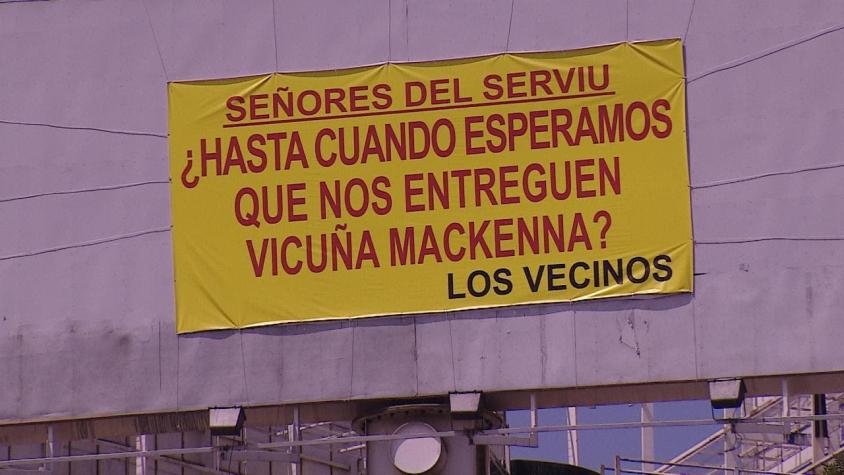 SEÑORES DEL SERVIU
¿HASTA CUANDO ESPERAMOS
QUE NOS ENTREGUEN
VICUÑA MACKENNA?
LOS VECINOS